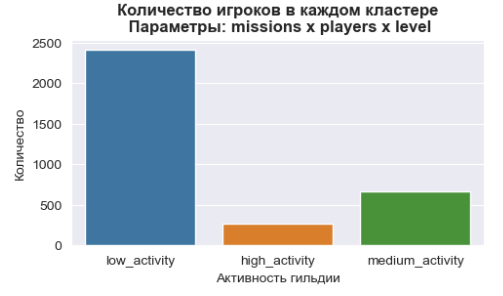 Количество игроков в каждом кластере
Параметры: missions x players x level
2500
2000
1500
1000
500
0
Количество
low_activity
high_activity
medium_activity
Активность гильдии